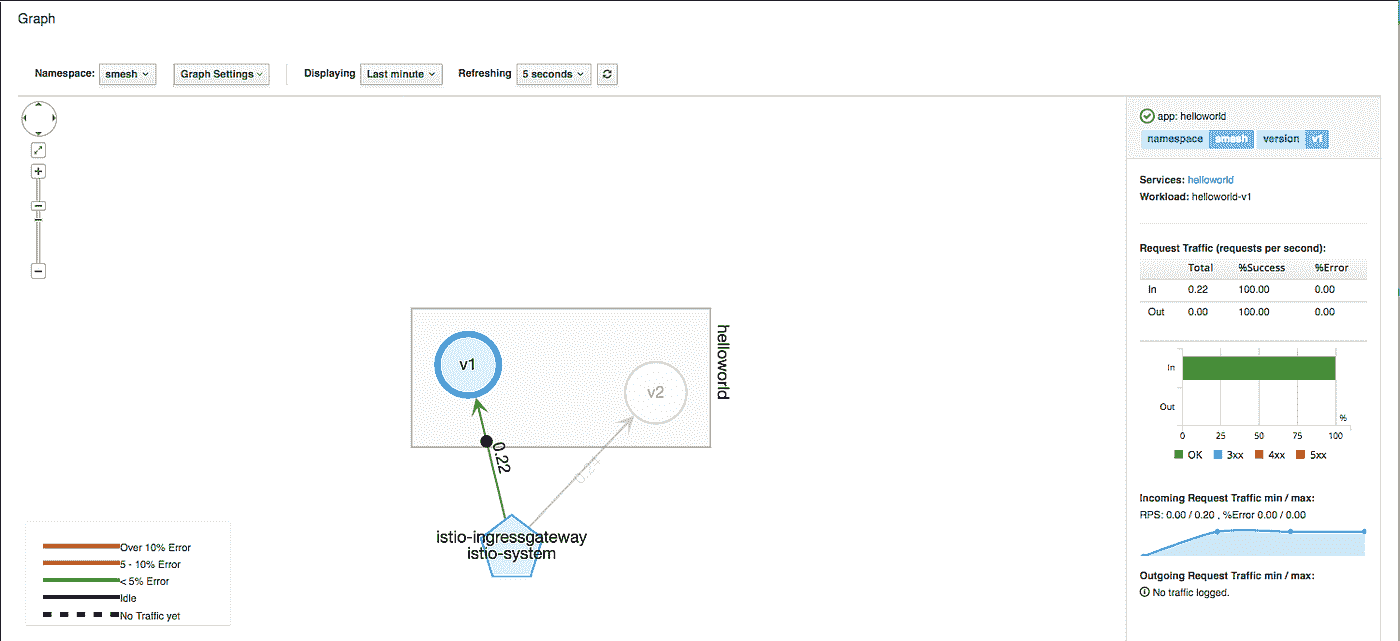 Graph
Namespace: smesh Graph Settings Displaying Last minute Refreshing 5 seconds
app: helloworld
namespace smesh version v1
Services: helloworld
Workload: helloworld-v1
Request Traffic (requests per second):
Total %Success %Error
In 0.22 100.00 0.00
Out 0.00 100.00 0.00
In
Out
%
0 25 50 75 100
OK 3xx 4xx 5xx
Incoming Request Traffic min / max:
RPS: 0.00 / 0.20 , %Error 0.00 / 0.00
Outgoing Request Traffic min / max:
No traffic logged.
helloworld
v1
v2
0.22
istio-ingressgateway
istio-system
Over 10% Error
5 - 10% Error
< 5% Error
Idle
No Traffic yet